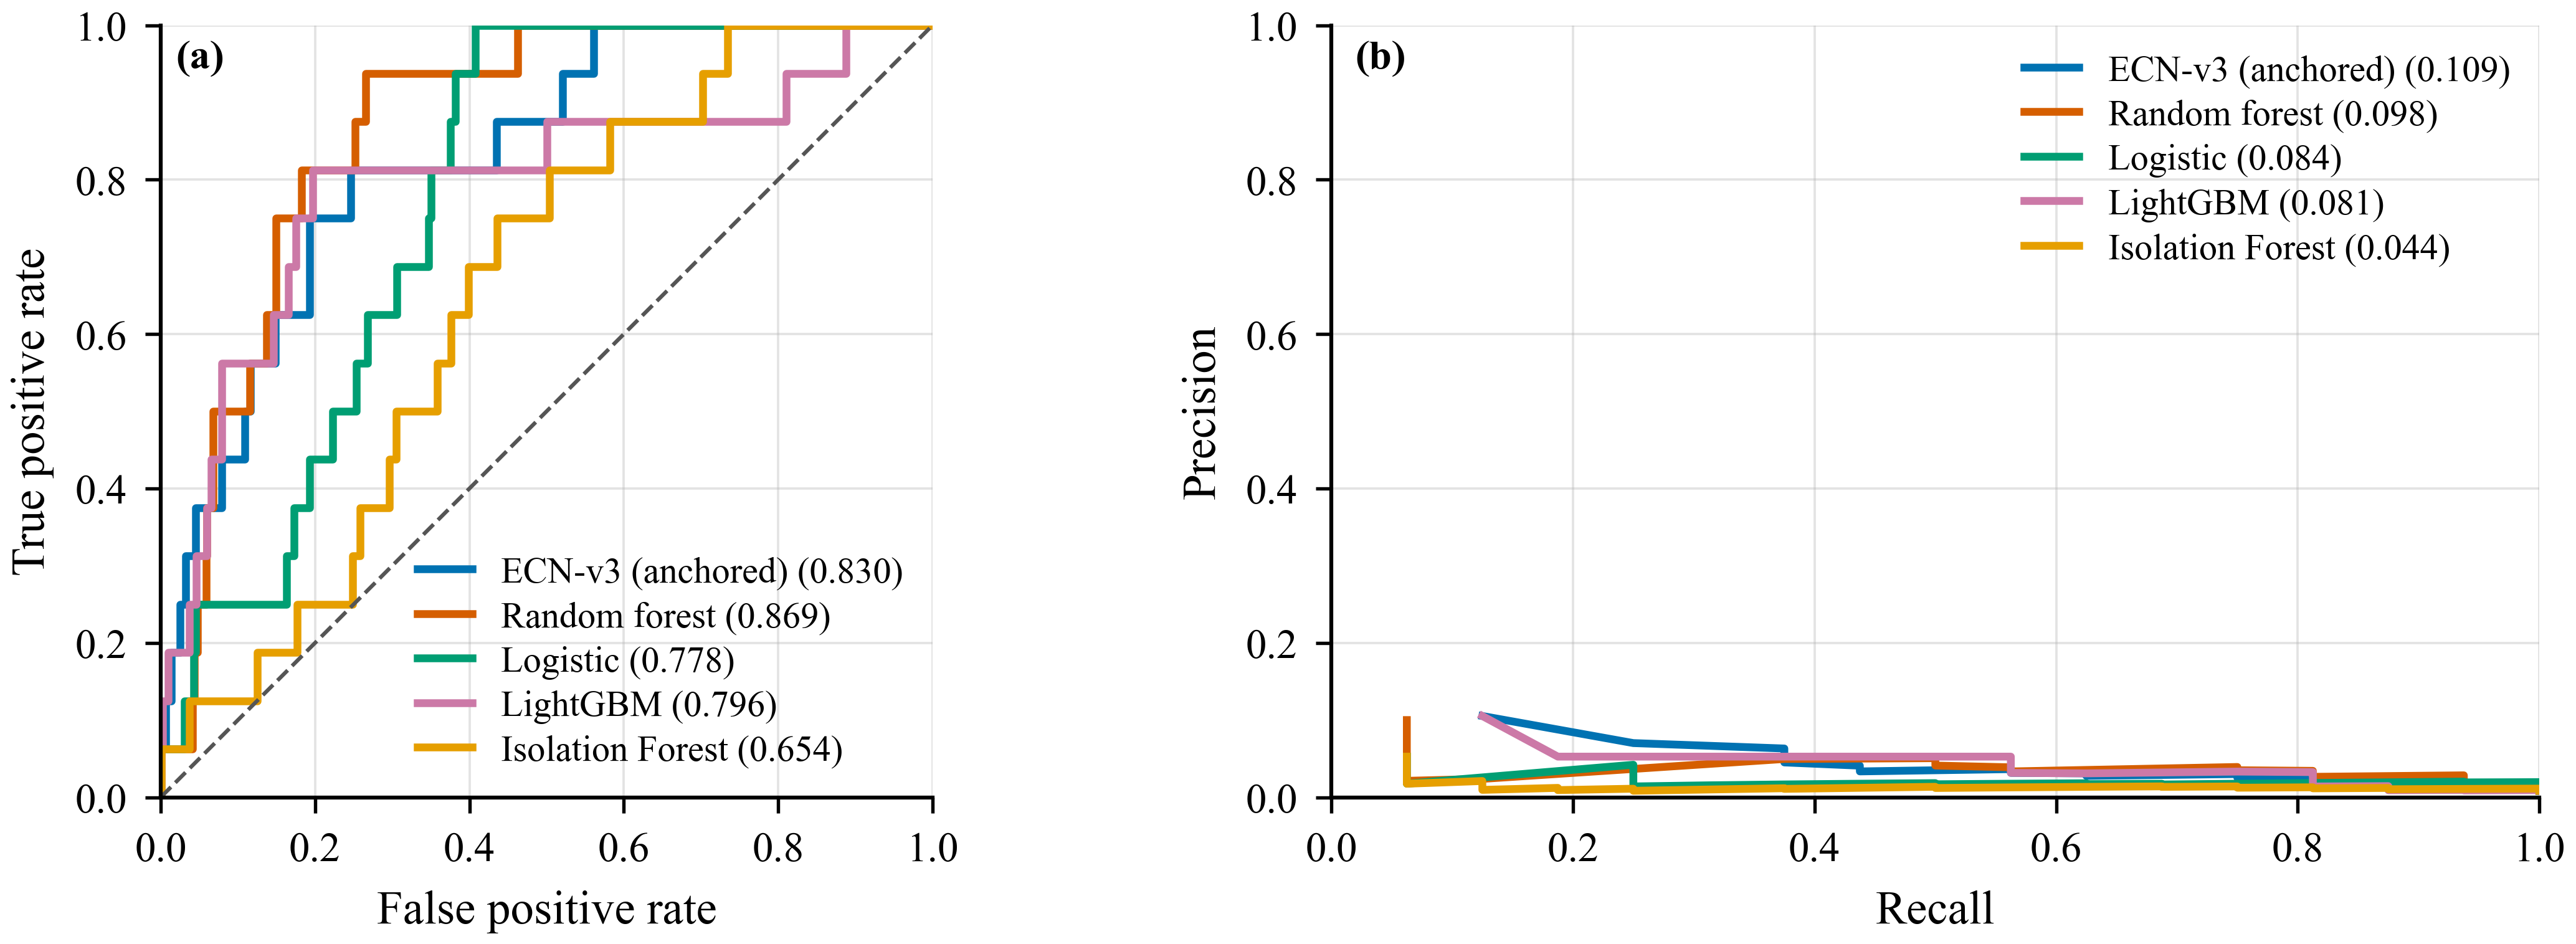 (a)
1.0
0.8
0.6
0.4
0.2
0.0
True positive rate
ECN-v3 (anchored) (0.830)
Random forest (0.869)
Logistic (0.778)
LightGBM (0.796)
Isolation Forest (0.654)
0.0 0.2 0.4 0.6 0.8 1.0
False positive rate
(b)
1.0
0.8
0.6
0.4
0.2
0.0
Precision
ECN-v3 (anchored) (0.109)
Random forest (0.098)
Logistic (0.084)
LightGBM (0.081)
Isolation Forest (0.044)
0.0 0.2 0.4 0.6 0.8 1.0
Recall